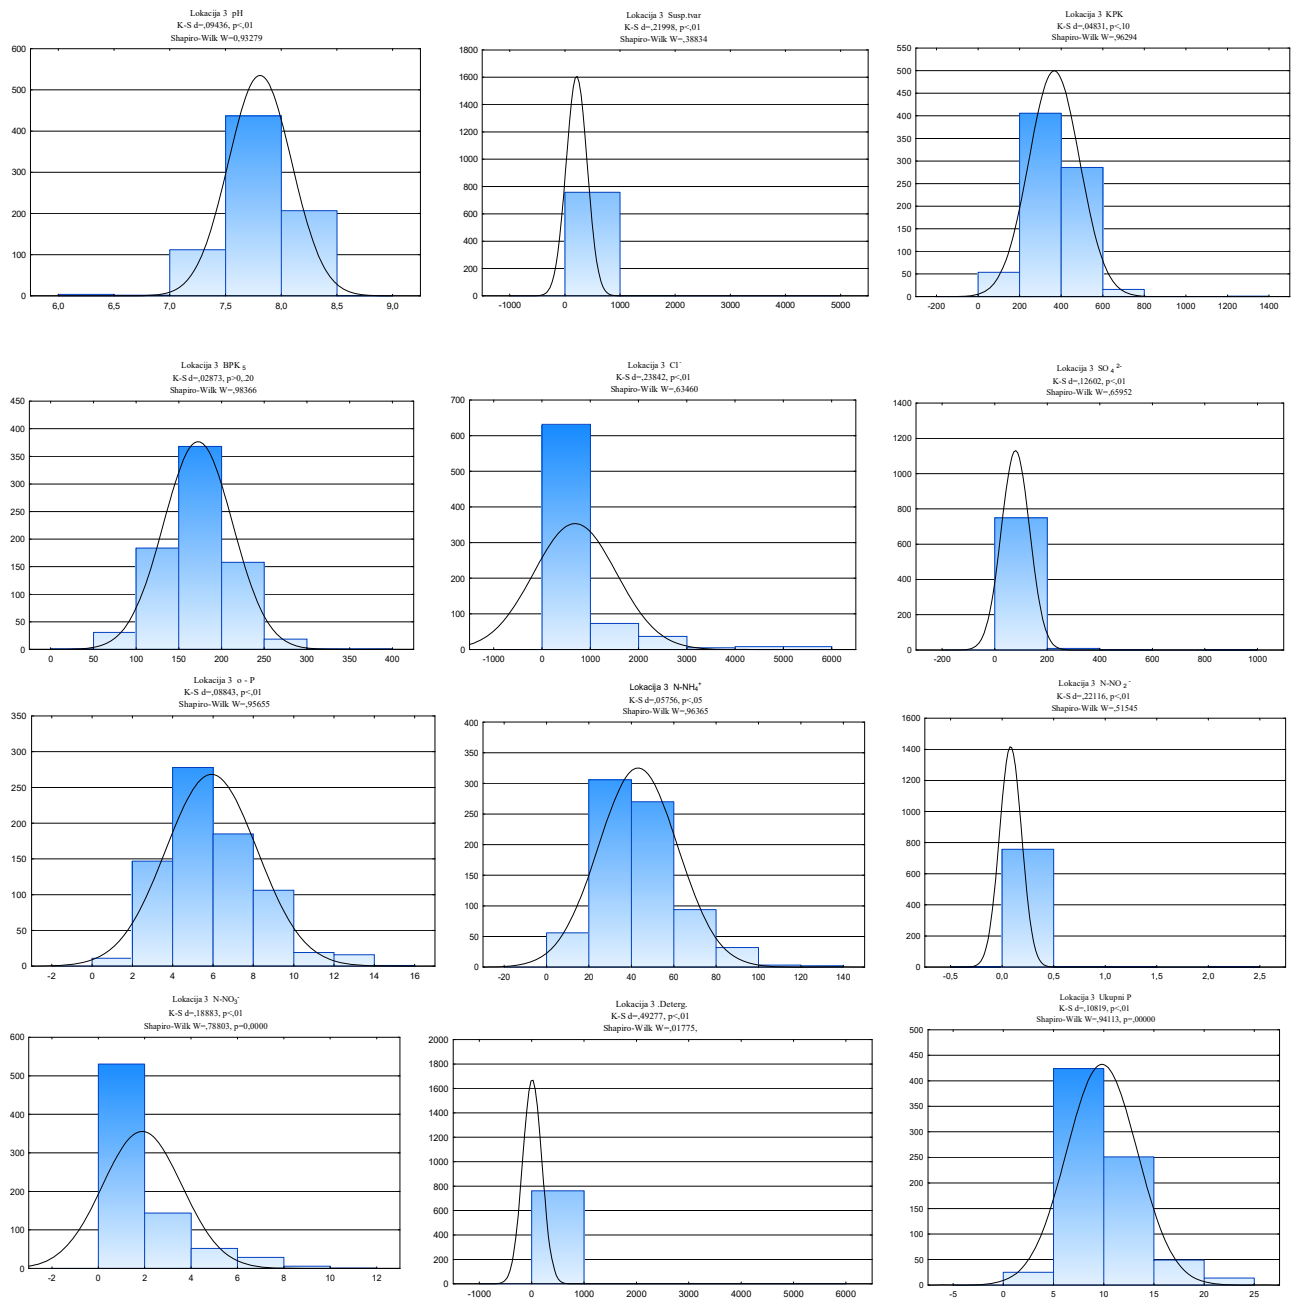 Lokacija 3 pH
K-S d=,09436, p<,01
Shapiro-Wilk W=0,93279
600
500
400
300
200
100
0
6,0 6,5 7,0 7,5 8,0 8,5 9,0
Lokacija 3 Susp.tvar
K-S d=,21998, p<,01
Shapiro-Wilk W=,38834
1800
1600
1400
1200
1000
800
600
400
200
0
-1000 0 1000 2000 3000 4000 5000
Lokacija 3 KPK
K-S d=,04831, p<,10
Shapiro-Wilk W=,96294
550
500
450
400
350
300
250
200
150
100
50
0
-200 0 200 400 600 800 1000 1200 1400
Lokacija 3 BPK 5
K-S d=,02873, p>0,.20
Shapiro-Wilk W=,98366
450
400
350
300
250
200
150
100
50
0
0 50 100 150 200 250 300 350 400
Lokacija 3 Cl-
K-S d=,23842, p<,01
Shapiro-Wilk W=,63460
700
600
500
400
300
200
100
0
-1000 0 1000 2000 3000 4000 5000 6000
Lokacija 3 SO 4 2-
K-S d=,12602, p<,01
Shapiro-Wilk W=,65952
1400
1200
1000
800
600
400
200
0
-200 0 200 400 600 800 1000
Lokacija 3 o - P
K-S d=,08843, p<,01
Shapiro-Wilk W=,95655
350
300
250
200
150
100
50
0
-2 0 2 4 6 8 10 12 14 16
Lokacija 3 N-NH4+
K-S d=,05756, p<,05
Shapiro-Wilk W=,96365
400
350
300
250
200
150
100
50
0
-20 0 20 40 60 80 100 120 140
Lokacija 3 N-NO 2 -
K-S d=,22116, p<,01
Shapiro-Wilk W=,51545
1600
1400
1200
1000
800
600
400
200
0
-0,5 0,0 0,5 1,0 1,5 2,0 2,5
Lokacija 3 N-NO3-
K-S d=,18883, p<,01
Shapiro-Wilk W=,78803, p=0,0000
600
500
400
300
200
100
0
-2 0 2 4 6 8 10 12
Lokacija 3 .Deterg.
K-S d=,49277, p<,01
Shapiro-Wilk W=,01775,
2000
1800
1600
1400
1200
1000
800
600
400
200
0
-1000 0 1000 2000 3000 4000 5000 6000
Lokacija 3 Ukupni P
K-S d=,10819, p<,01
Shapiro-Wilk W=,94113, p=,00000
500
450
400
350
300
250
200
150
100
50
0
-5 0 5 10 15 20 25